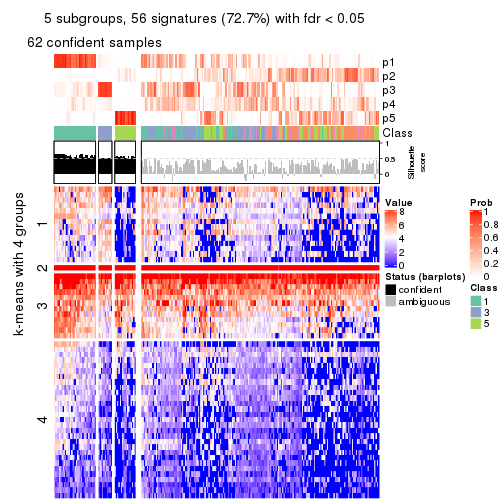 5 subgroups, 56 signatures (72.7%) with fdr < 0.05
62 confident samples
p1
p2
p3
p4
p5
Class
1
0.5
0
Silhouette
score
k-means with 4 groups
1
2
3
4
Value
8
6
4
2
0
Status (barplots)
confident
ambiguous
Prob
1
0.8
0.6
0.4
0.2
0
Class
1
3
5